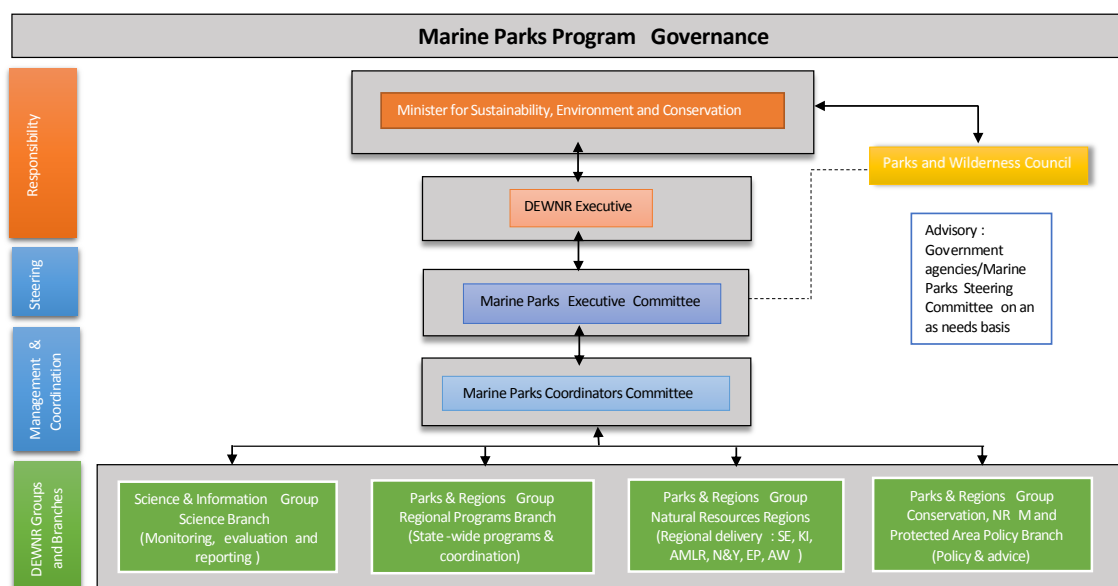 Marine Parks Program Governance
Responsibility
Minister for Sustainability, Environment and Conservation
Parks and Wilderness Council
DEWNR Executive
Advisory :
Government
agencies/Marine
Parks Steering
Committee on an
as needs basis
Steering
Marine Parks Executive Committee
Management &
Coordination
Marine Parks Coordinators Committee
DEWNR Groups
and Branches
Science & Information Group
Science Branch
(Monitoring, evaluation and
reporting )
Parks & Regions Group
Regional Programs Branch
(State -wide programs &
coordination)
Parks & Regions Group
Natural Resources Regions
(Regional delivery : SE, KI,
AMLR, N&Y, EP, AW )
Parks & Regions Group
Conservation, NR M and
Protected Area Policy Branch
(Policy & advice)